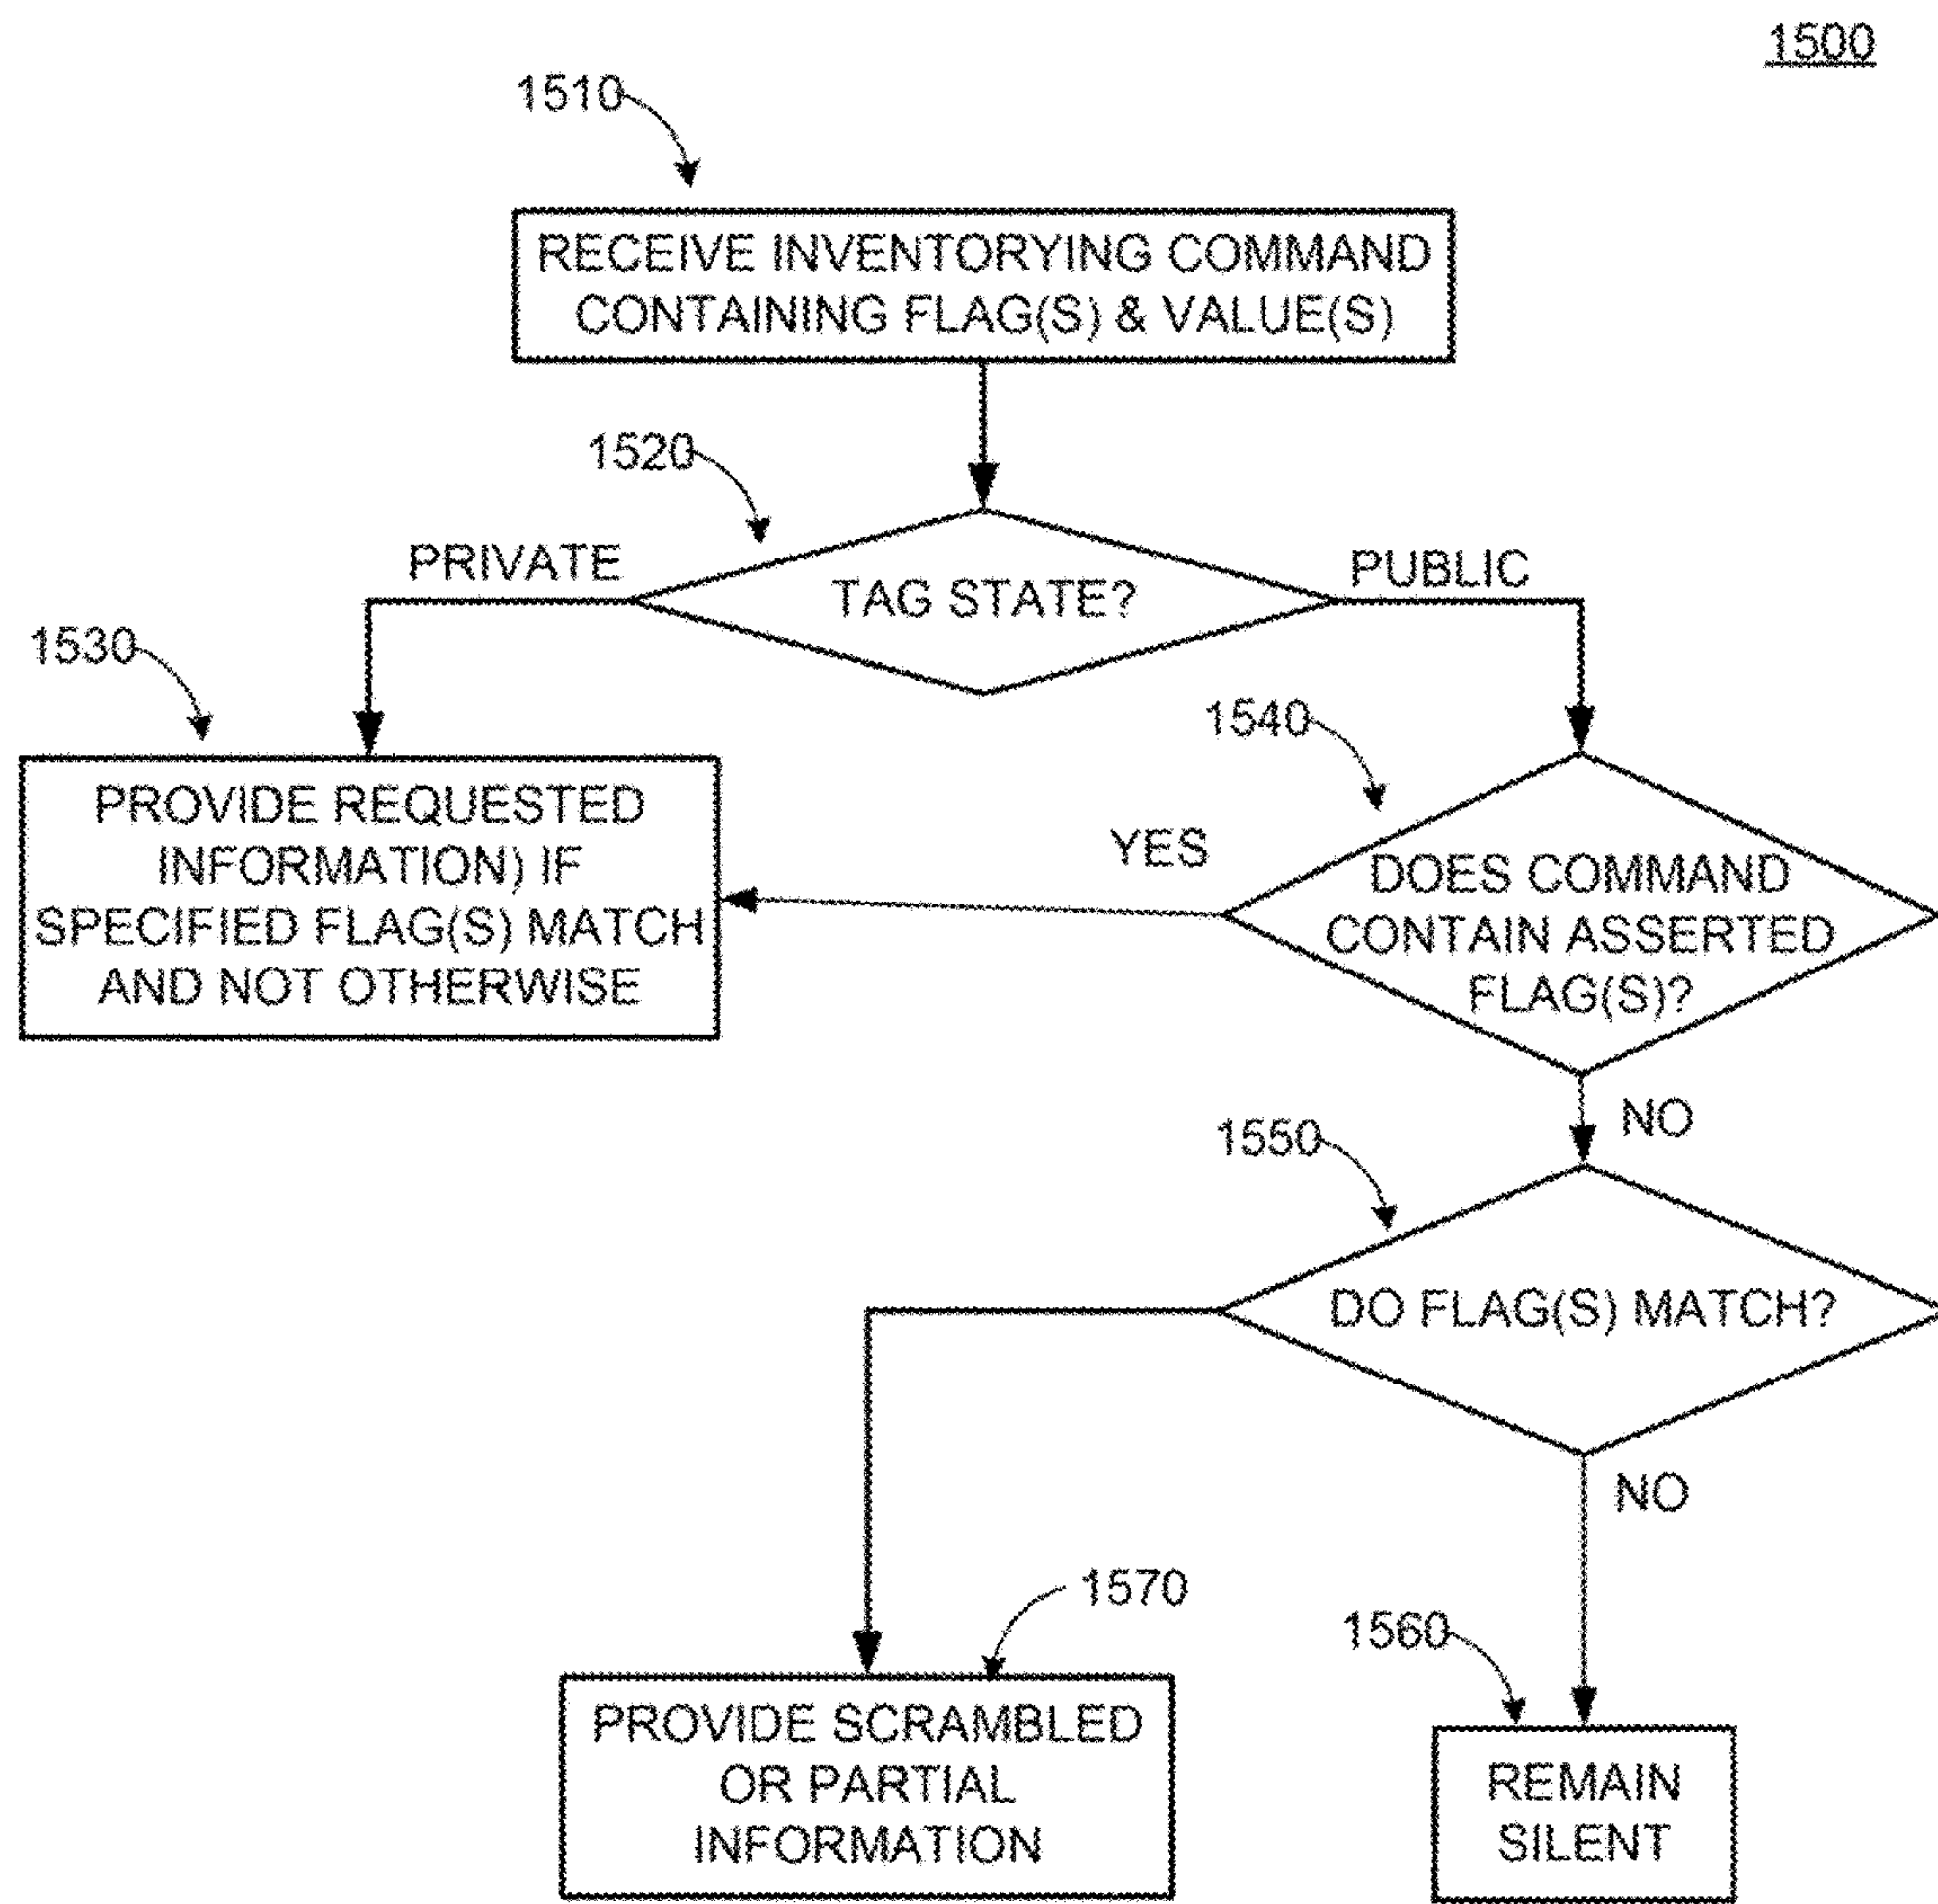 1500
1510
RECEIVE INVENTORYING COMMAND
CONTAINING FLAG(S) & VALUE(S)
1520
PRIVATE
TAG STATE?
PUBLIC
1530
1540
PROVIDE REQUESTED
INFORMATION) IF
SPECIFIED FLAG(S) MATCH
AND NOT OTHERWISE
YES
DOES COMMAND
CONTAIN ASSERTED
FLAG(S)?
NO
1550
DO FLAG(S) MATCH?
NO
1570
1560
PROVIDE SCRAMBLED
OR PARTIAL
INFORMATION
REMAIN
SILENT